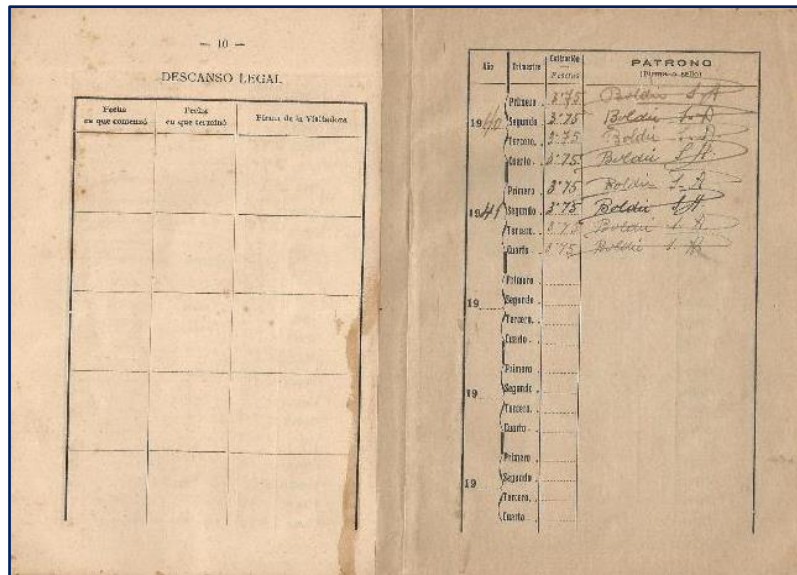 — 10 —
DESCANSO LEGAL
Fecha en que comenzó
Fecha en que terminó
Firma de la Visitadora
Año Trimestre Cotización — Pesetas PATRONO (Firma o sello)
Primero 3'75 Boldú S. A
1940 Segundo 3'75 Boldú S. A
Tercero. 3'75 Boldú S. A
Cuarto . 3'75 Boldú S. A.
Primero 3'75 Boldú S. A
1941 Segundo 3'75 Boldú S. A
Tercero. 3'75 Boldú S. A.
Cuarto . 3'75 Boldú S. A.
Primero .
19 Segundo
Tercero. .
Cuarto .
Primero .
19 Segundo .
Tercero.
Cuarto .
Primero .
19 Segundo .
Tercero.
Cuarto .